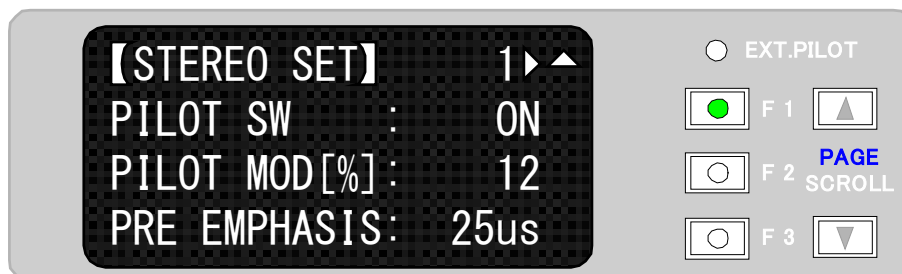 【STEREO SET】 1▶▲
PILOT SW : ON
PILOT MOD[%]: 12
PRE EMPHASIS: 25us
EXT.PILOT
F 1
F 2
F 3
PAGE
SCROLL